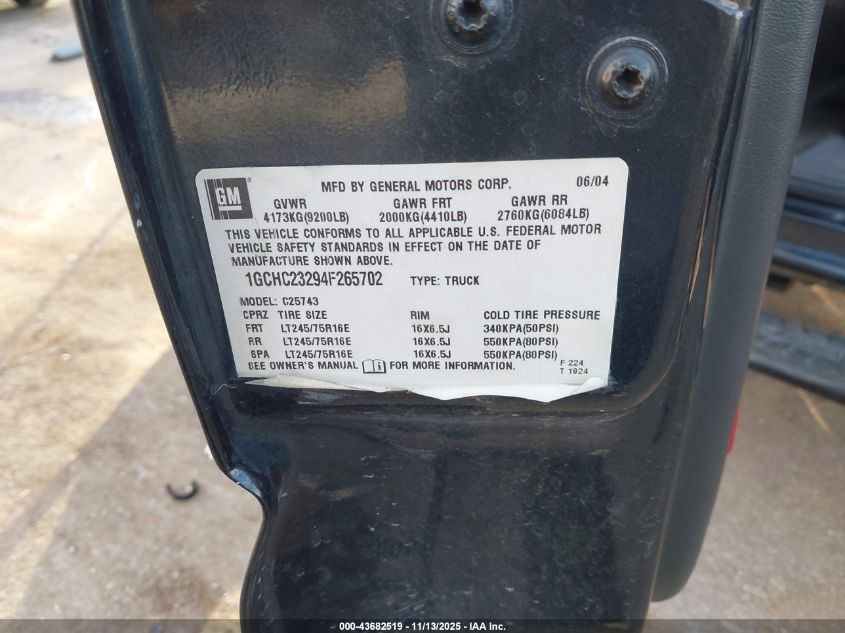 GM
MFD BY GENERAL MOTORS CORP. 06/04
GVWR GAWR FRT GAWR RR
4173KG(9200LB) 2000KG(4410LB) 2760KG(6084LB)
THIS VEHICLE CONFORMS TO ALL APPLICABLE U.S. FEDERAL MOTOR
VEHICLE SAFETY STANDARDS IN EFFECT ON THE DATE OF
MANUFACTURE SHOWN ABOVE.
1GCHC23294F265702 TYPE: TRUCK
MODEL: C25743
CPRZ TIRE SIZE RIM COLD TIRE PRESSURE
FRT LT245/75R16E 16X6.5J 340KPA(50PSI)
RR LT245/75R16E 16X6.5J 550KPA(80PSI)
SPA LT245/75R16E 16X6.5J 550KPA(80PSI)
SEE OWNER'S MANUAL FOR MORE INFORMATION.
F 224
T 1924
000-43682519 - 11/13/2025 - IAA Inc.